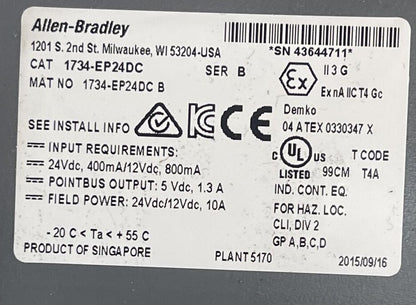 Allen-Bradley
1201 S. 2nd St. Milwaukee, WI 53204-USA
*SN 43644711*
CAT 1734-EP24DC SER B
MAT NO 1734-EP24DC B
Ex
II 3 G
Ex nA IIC T4 Gc
Demko
04 ATEX 0330347 X
SEE INSTALL INFO
KC CE
C UL US T CODE
LISTED 99CM T4A
INPUT REQUIREMENTS:
24Vdc, 400mA/12Vdc, 800mA
POINTBUS OUTPUT: 5 Vdc, 1.3 A
FIELD POWER: 24Vdc/12Vdc, 10A
IND. CONT. EQ.
FOR HAZ. LOC.
CLI, DIV 2
GP A,B,C,D
- 20 C < Ta < + 55 C
PRODUCT OF SINGAPORE PLANT 5170 2015/09/16